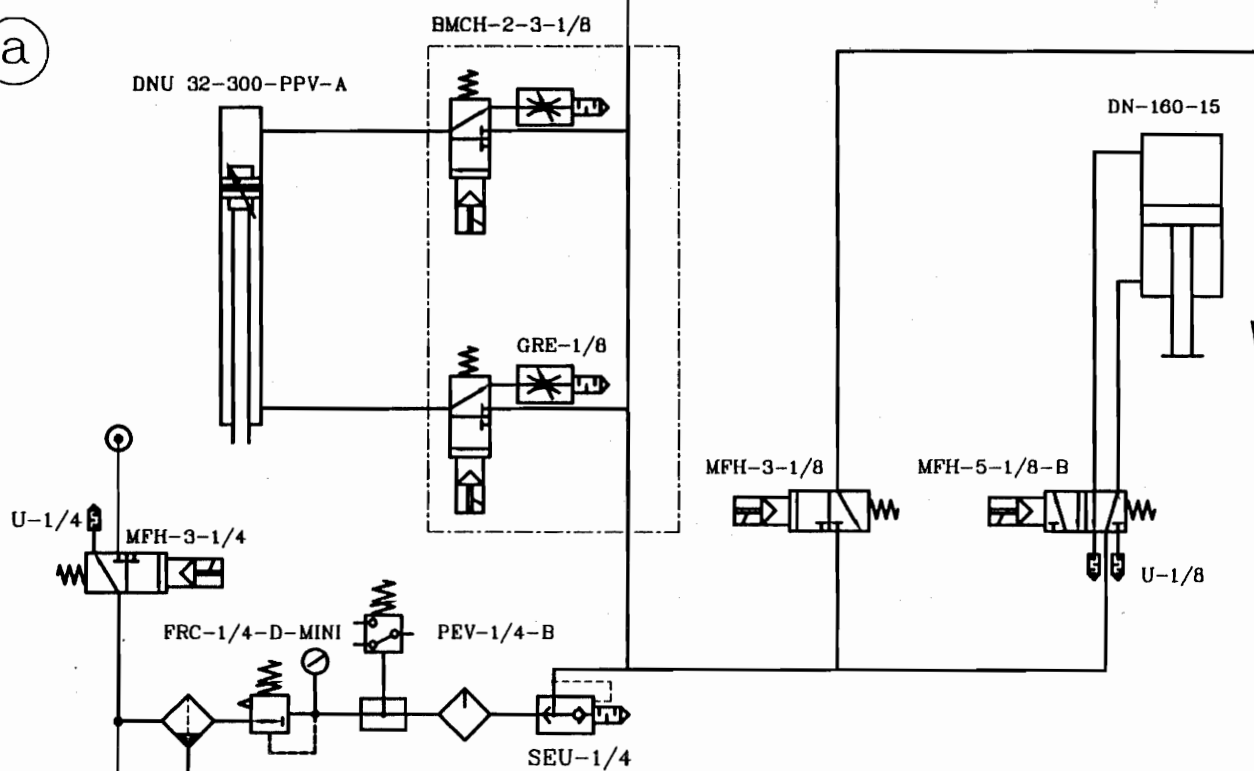 a
BMCH-2-3-1/8
DNU 32-300-PPV-A
DN-160-15
GRE-1/8
MFH-3-1/8
MFH-5-1/8-B
U-1/4
MFH-3-1/4
U-1/8
FRC-1/4-D-MINI
PEV-1/4-B
SEU-1/4